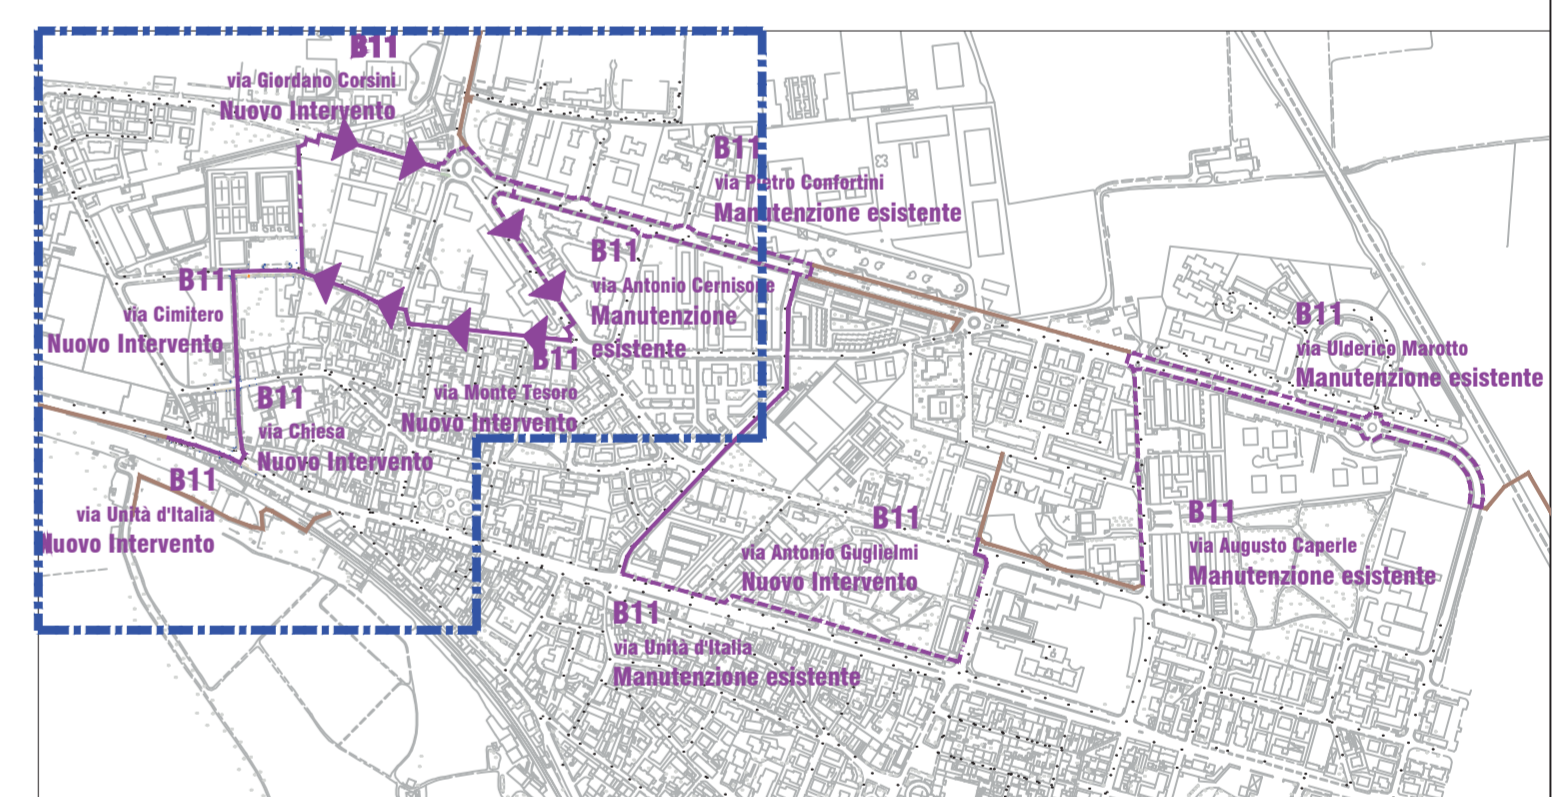 B11
via Giordano Corsini
Nuovo Intervento
B11
via Pietro Confortini
Manutenzione esistente
B11
via Antonio Cernisone
Manutenzione
esistente
B11
via Cimitero
Nuovo Intervento
B11
via Ulderico Marotto
Manutenzione esistente
B11
via Monte Tesoro
Nuovo Intervento
B11
via Chiesa
Nuovo Intervento
B11
via Unità d'Italia
Nuovo Intervento
B11
via Antonio Guglielmi
Nuovo Intervento
B11
via Augusto Caperle
Manutenzione esistente
B11
via Unità d'Italia
Manutenzione esistente